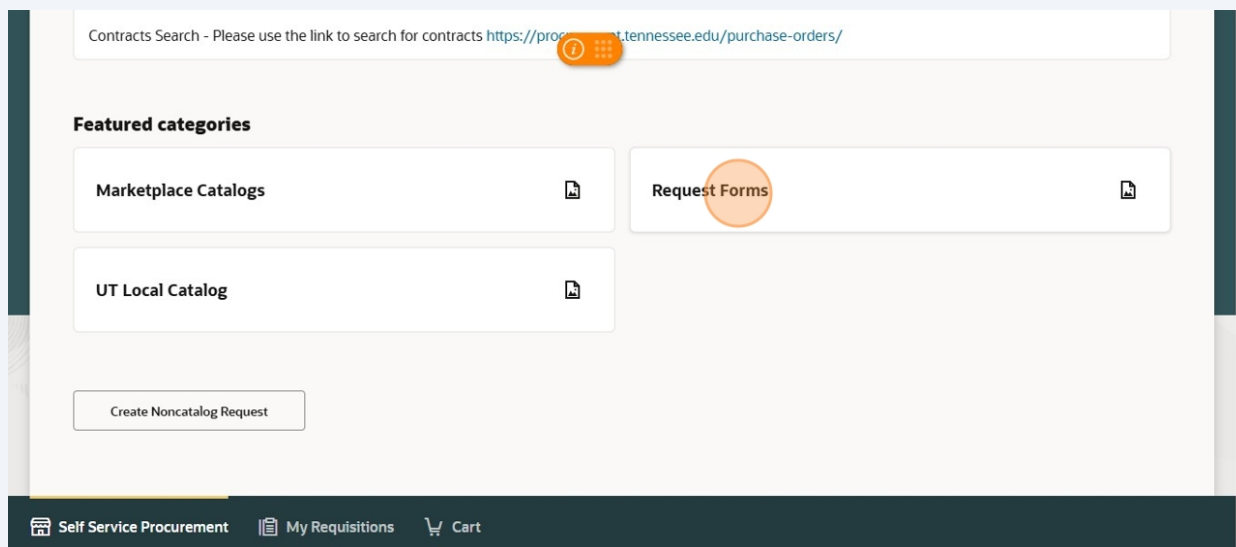 Contracts Search - Please use the link to search for contracts https://procurement.tennessee.edu/purchase-orders/
Featured categories
Marketplace Catalogs
Request Forms
UT Local Catalog
Create Noncatalog Request
Self Service Procurement My Requisitions Cart